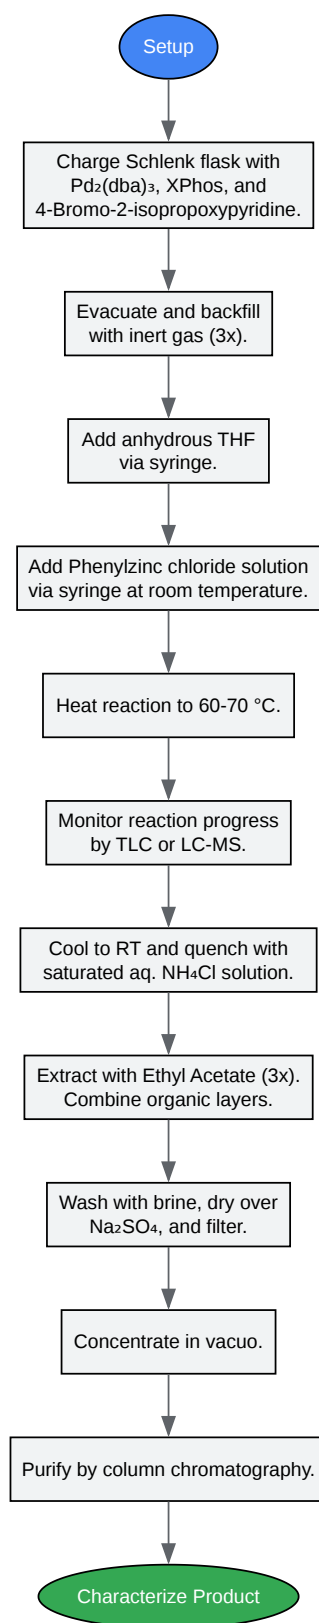 Setup
Charge Schlenk flask with
Pd₂(dba)₃, XPhos, and
4-Bromo-2-isopropoxypyridine.
Evacuate and backfill
with inert gas (3x).
Add anhydrous THF
via syringe.
Add Phenylzinc chloride solution
via syringe at room temperature.
Heat reaction to 60-70 °C.
Monitor reaction progress
by TLC or LC-MS.
Cool to RT and quench with
saturated aq. NH₄Cl solution.
Extract with Ethyl Acetate (3x).
Combine organic layers.
Wash with brine, dry over
Na₂SO₄, and filter.
Concentrate in vacuo.
Purify by column chromatography.
Characterize Product